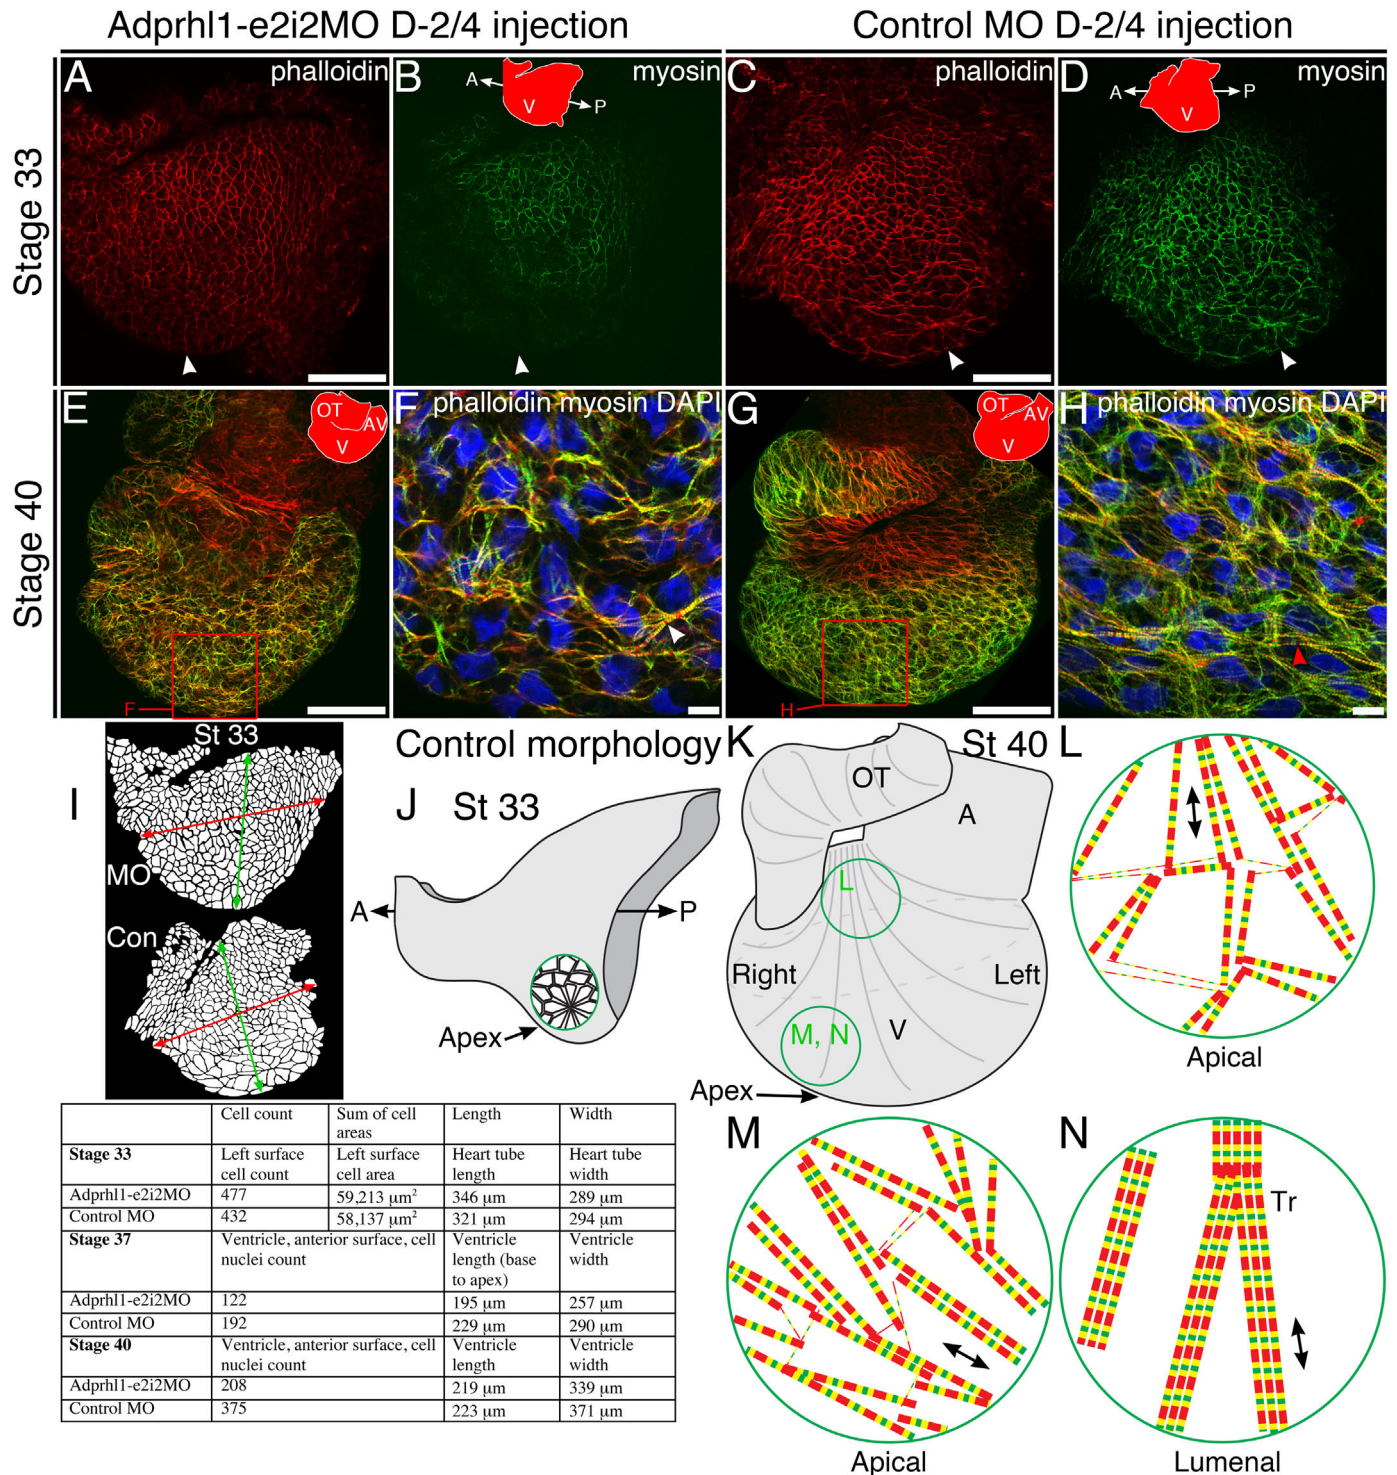 Adprhl1-e2i2MO D-2/4 injection
Control MO D-2/4 injection
Stage 33
A phalloidin
B myosin
A V P
C phalloidin
D myosin
A V P
Stage 40
E
OT AV V
F
F phalloidin myosin DAPI
G
OT AV V
H
H phalloidin myosin DAPI
I
St 33
MO
Con
Control morphology
J St 33
A P
Apex
K St 40
OT
A
L
Right Left
M, N V
Apex
L
Apical
M
Apical
N
Tr
Lumenal
Cell count Sum of cell areas Length Width
Stage 33 Left surface cell count Left surface cell area Heart tube length Heart tube width
Adprhl1-e2i2MO 477 59,213 µm² 346 µm 289 µm
Control MO 432 58,137 µm² 321 µm 294 µm
Stage 37 Ventricle, anterior surface, cell nuclei count Ventricle length (base to apex) Ventricle width
Adprhl1-e2i2MO 122 195 µm 257 µm
Control MO 192 229 µm 290 µm
Stage 40 Ventricle, anterior surface, cell nuclei count Ventricle length Ventricle width
Adprhl1-e2i2MO 208 219 µm 339 µm
Control MO 375 223 µm 371 µm